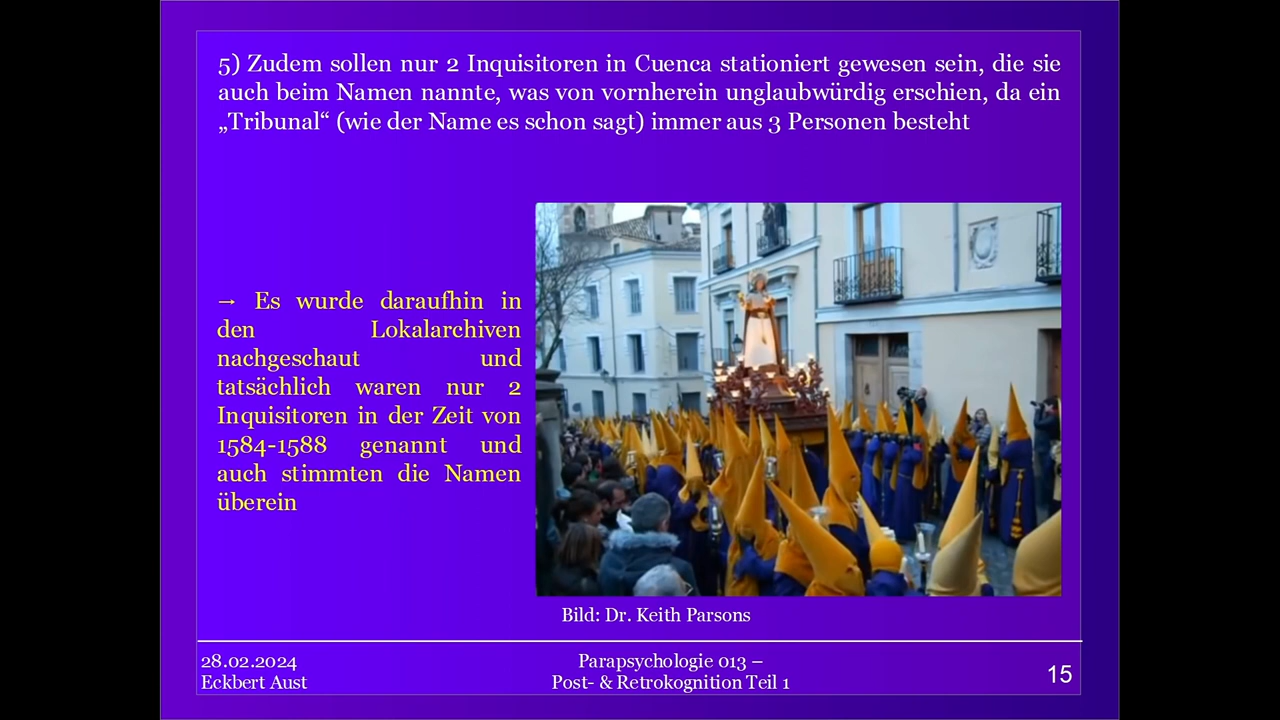 5) Zudem sollen nur 2 Inquisitoren in Cuenca stationiert gewesen sein, die sie
auch beim Namen nannte, was von vornherein unglaubwürdig erschien, da ein
„Tribunal“ (wie der Name es schon sagt) immer aus 3 Personen besteht
→ Es wurde daraufhin in
den Lokalarchiven
nachgeschaut und
tatsächlich waren nur 2
Inquisitoren in der Zeit von
1584-1588 genannt und
auch stimmten die Namen
überein
Bild: Dr. Keith Parsons
28.02.2024
Eckbert Aust
Parapsychologie 013 –
Post- & Retrokognition Teil 1
15